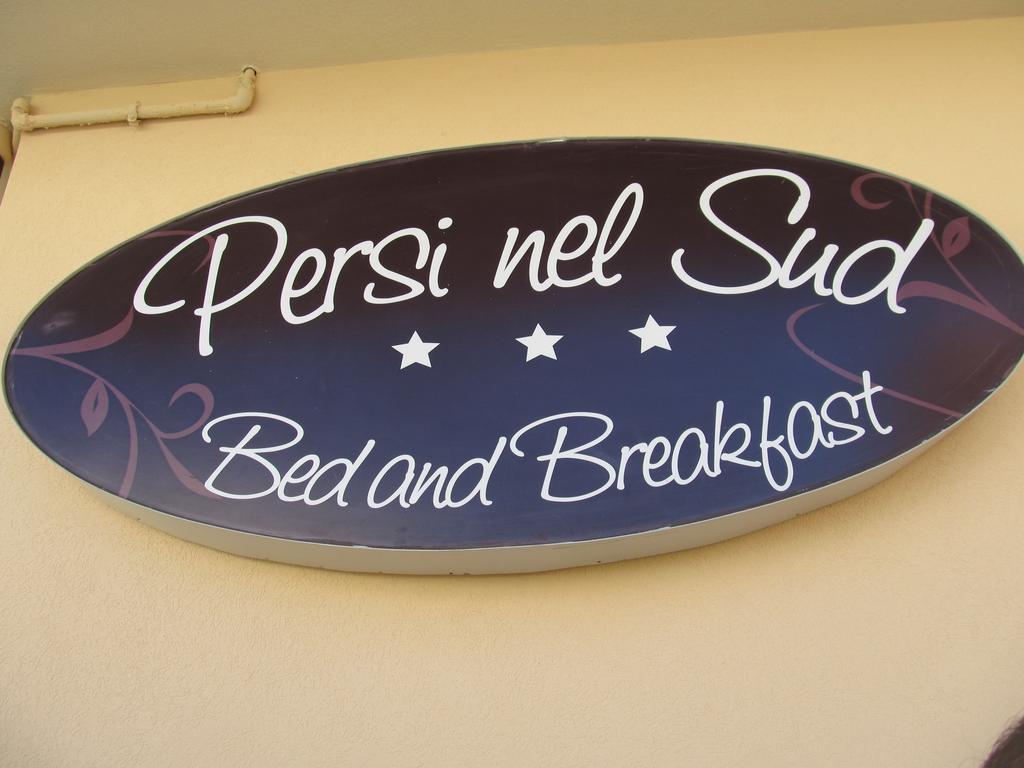 Persi nel Sud
Bed and Breakfast